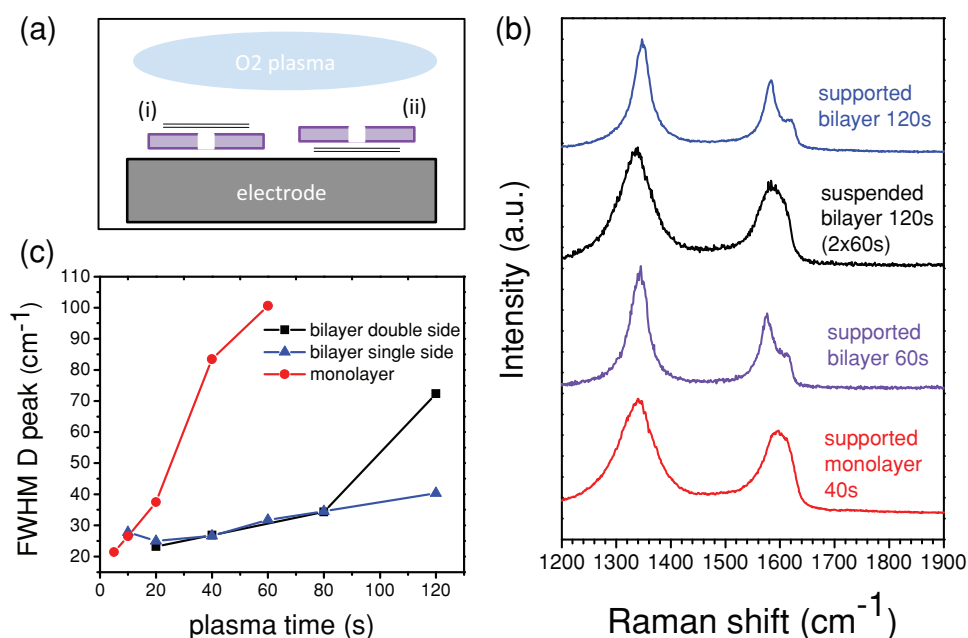 (a)
O2 plasma
(i)
(ii)
electrode
(b)
Intensity (a.u.)
supported
bilayer 120s
suspended
bilayer 120s
(2x60s)
supported
bilayer 60s
supported
monolayer
40s
1200 1300 1400 1500 1600 1700 1800 1900
Raman shift (cm⁻¹)
(c)
FWHM D peak (cm⁻¹)
110
100
90
80
70
60
50
40
30
20
bilayer double side
bilayer single side
monolayer
0 20 40 60 80 100 120
plasma time (s)